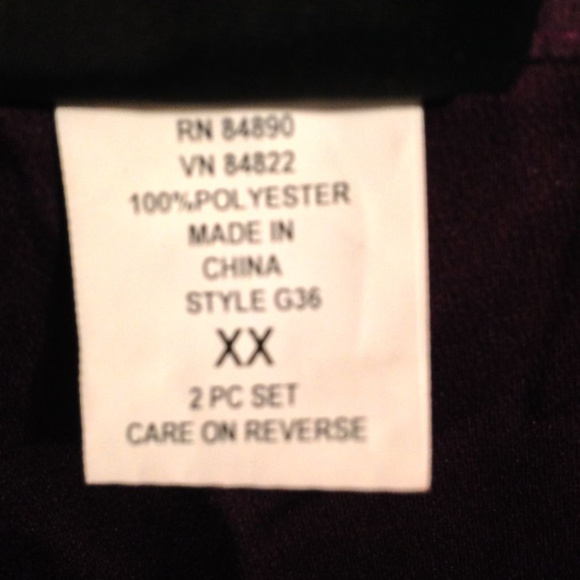 RN 84890
VN 84822
100%POLYESTER
MADE IN
CHINA
STYLE G36
XX
2 PC SET
CARE ON REVERSE